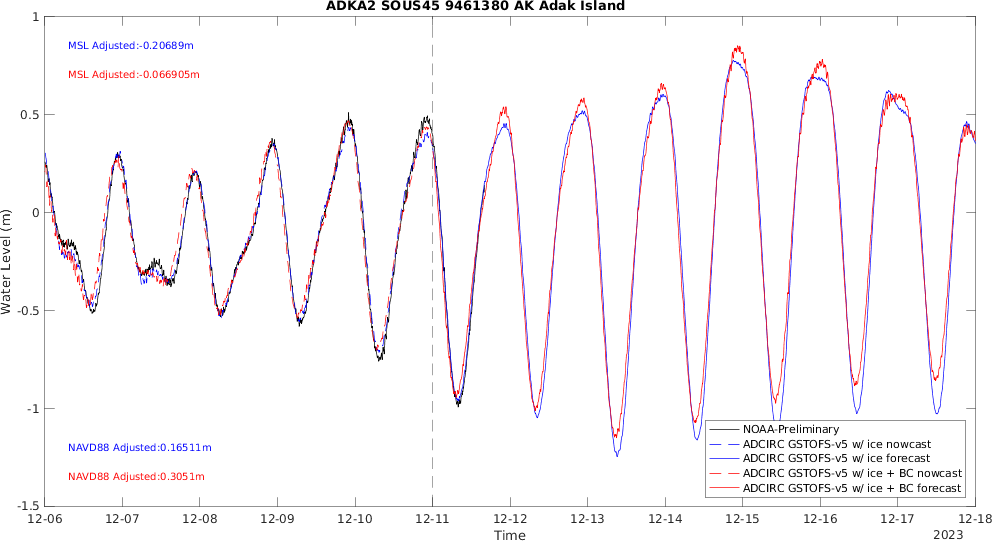 ADKA2 SOUS45 9461380 AK Adak Island
MSL Adjusted:-0.20689m
MSL Adjusted:-0.066905m
NAVD88 Adjusted:0.16511m
NAVD88 Adjusted:0.3051m
Water Level (m)
1
0.5
0
-0.5
-1
-1.5
NOAA-Preliminary
ADCIRC GSTOFS-v5 w/ ice nowcast
ADCIRC GSTOFS-v5 w/ ice forecast
ADCIRC GSTOFS-v5 w/ ice + BC nowcast
ADCIRC GSTOFS-v5 w/ ice + BC forecast
12-06 12-07 12-08 12-09 12-10 12-11 12-12 12-13 12-14 12-15 12-16 12-17 12-18
Time
2023